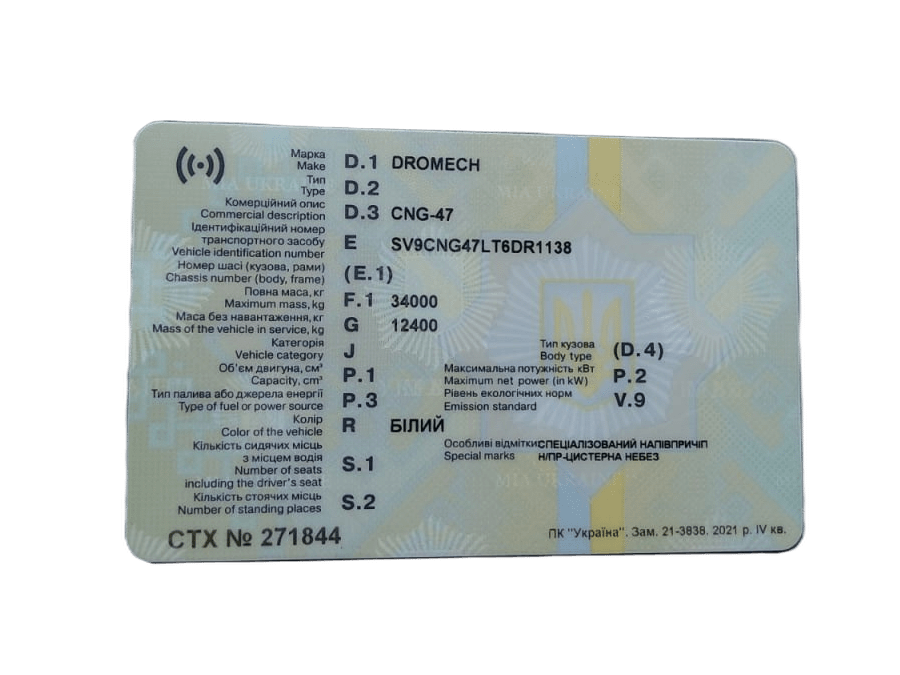 Марка
Make D.1 DROMECH
Тип
Type D.2
Комерційний опис
Commercial description D.3 CNG-47
Ідентифікаційний номер
транспортного засобу
Vehicle identification number E SV9CNG47LT6DR1138
Номер шасі (кузова, рами)
Chassis number (body, frame) (E.1)
Повна маса, кг
Maximum mass, kg F.1 34000
Маса без навантаження, кг
Mass of the vehicle in service, kg G 12400
Категорія
Vehicle category J
Тип кузова
Body type (D.4)
Об'єм двигуна, см³
Capacity, cm³ P.1
Максимальна потужність кВт
Maximum net power (in kW) P.2
Тип палива або джерела енергії
Type of fuel or power source P.3
Рівень екологічних норм
Emission standard V.9
Колір
Color of the vehicle R БІЛИЙ
Кількість сидячих місць
з місцем водія
Number of seats
including the driver's seat S.1
Особливі відмітки СПЕЦІАЛІЗОВАНИЙ НАПІВПРИЧІП
Special marks Н/ПР-ЦИСТЕРНА НЕБЕЗ
Кількість стоячих місць
Number of standing places S.2
СТХ № 271844
ПК "Україна". Зам. 21-3838. 2021 р. IV кв.
MIA UKRAINE